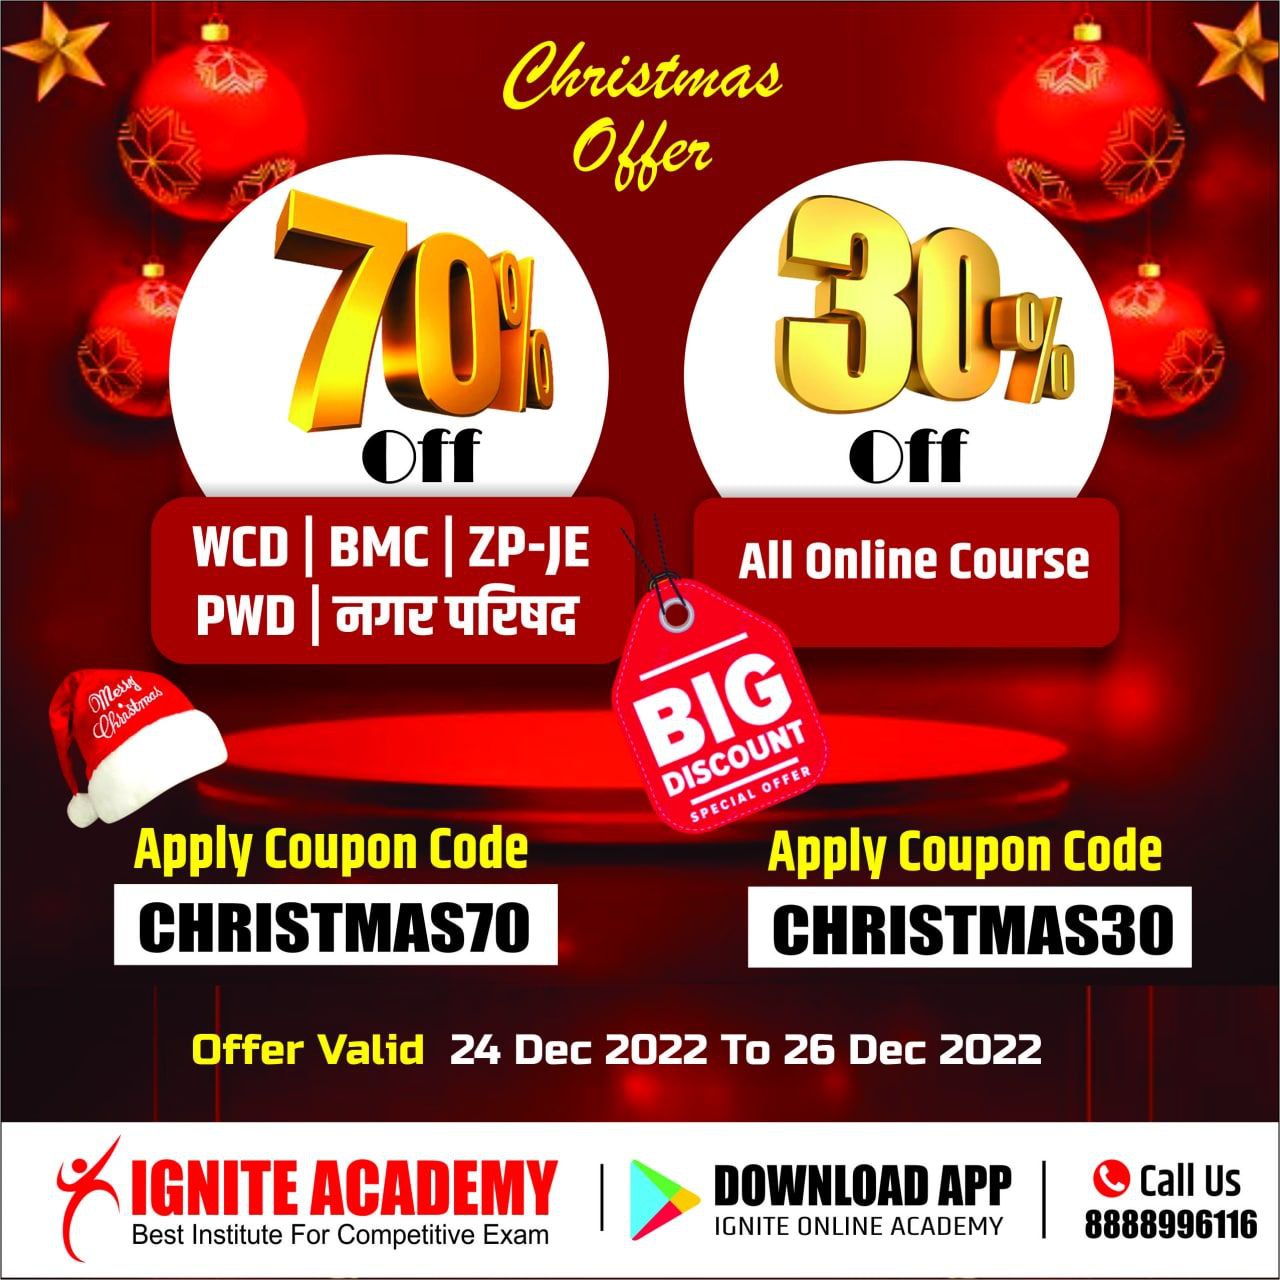 Christmas
Offer
70%
Off
30%
Off
WCD | BMC | ZP-JE
PWD | नगर परिषद
All Online Course
BIG
DISCOUNT
SPECIAL OFFER
Merry
Christmas
Apply Coupon Code
CHRISTMAS70
Apply Coupon Code
CHRISTMAS30
Offer Valid 24 Dec 2022 To 26 Dec 2022
IGNITE ACADEMY
Best Institute For Competitive Exam
DOWNLOAD APP
IGNITE ONLINE ACADEMY
Call Us
8888996116